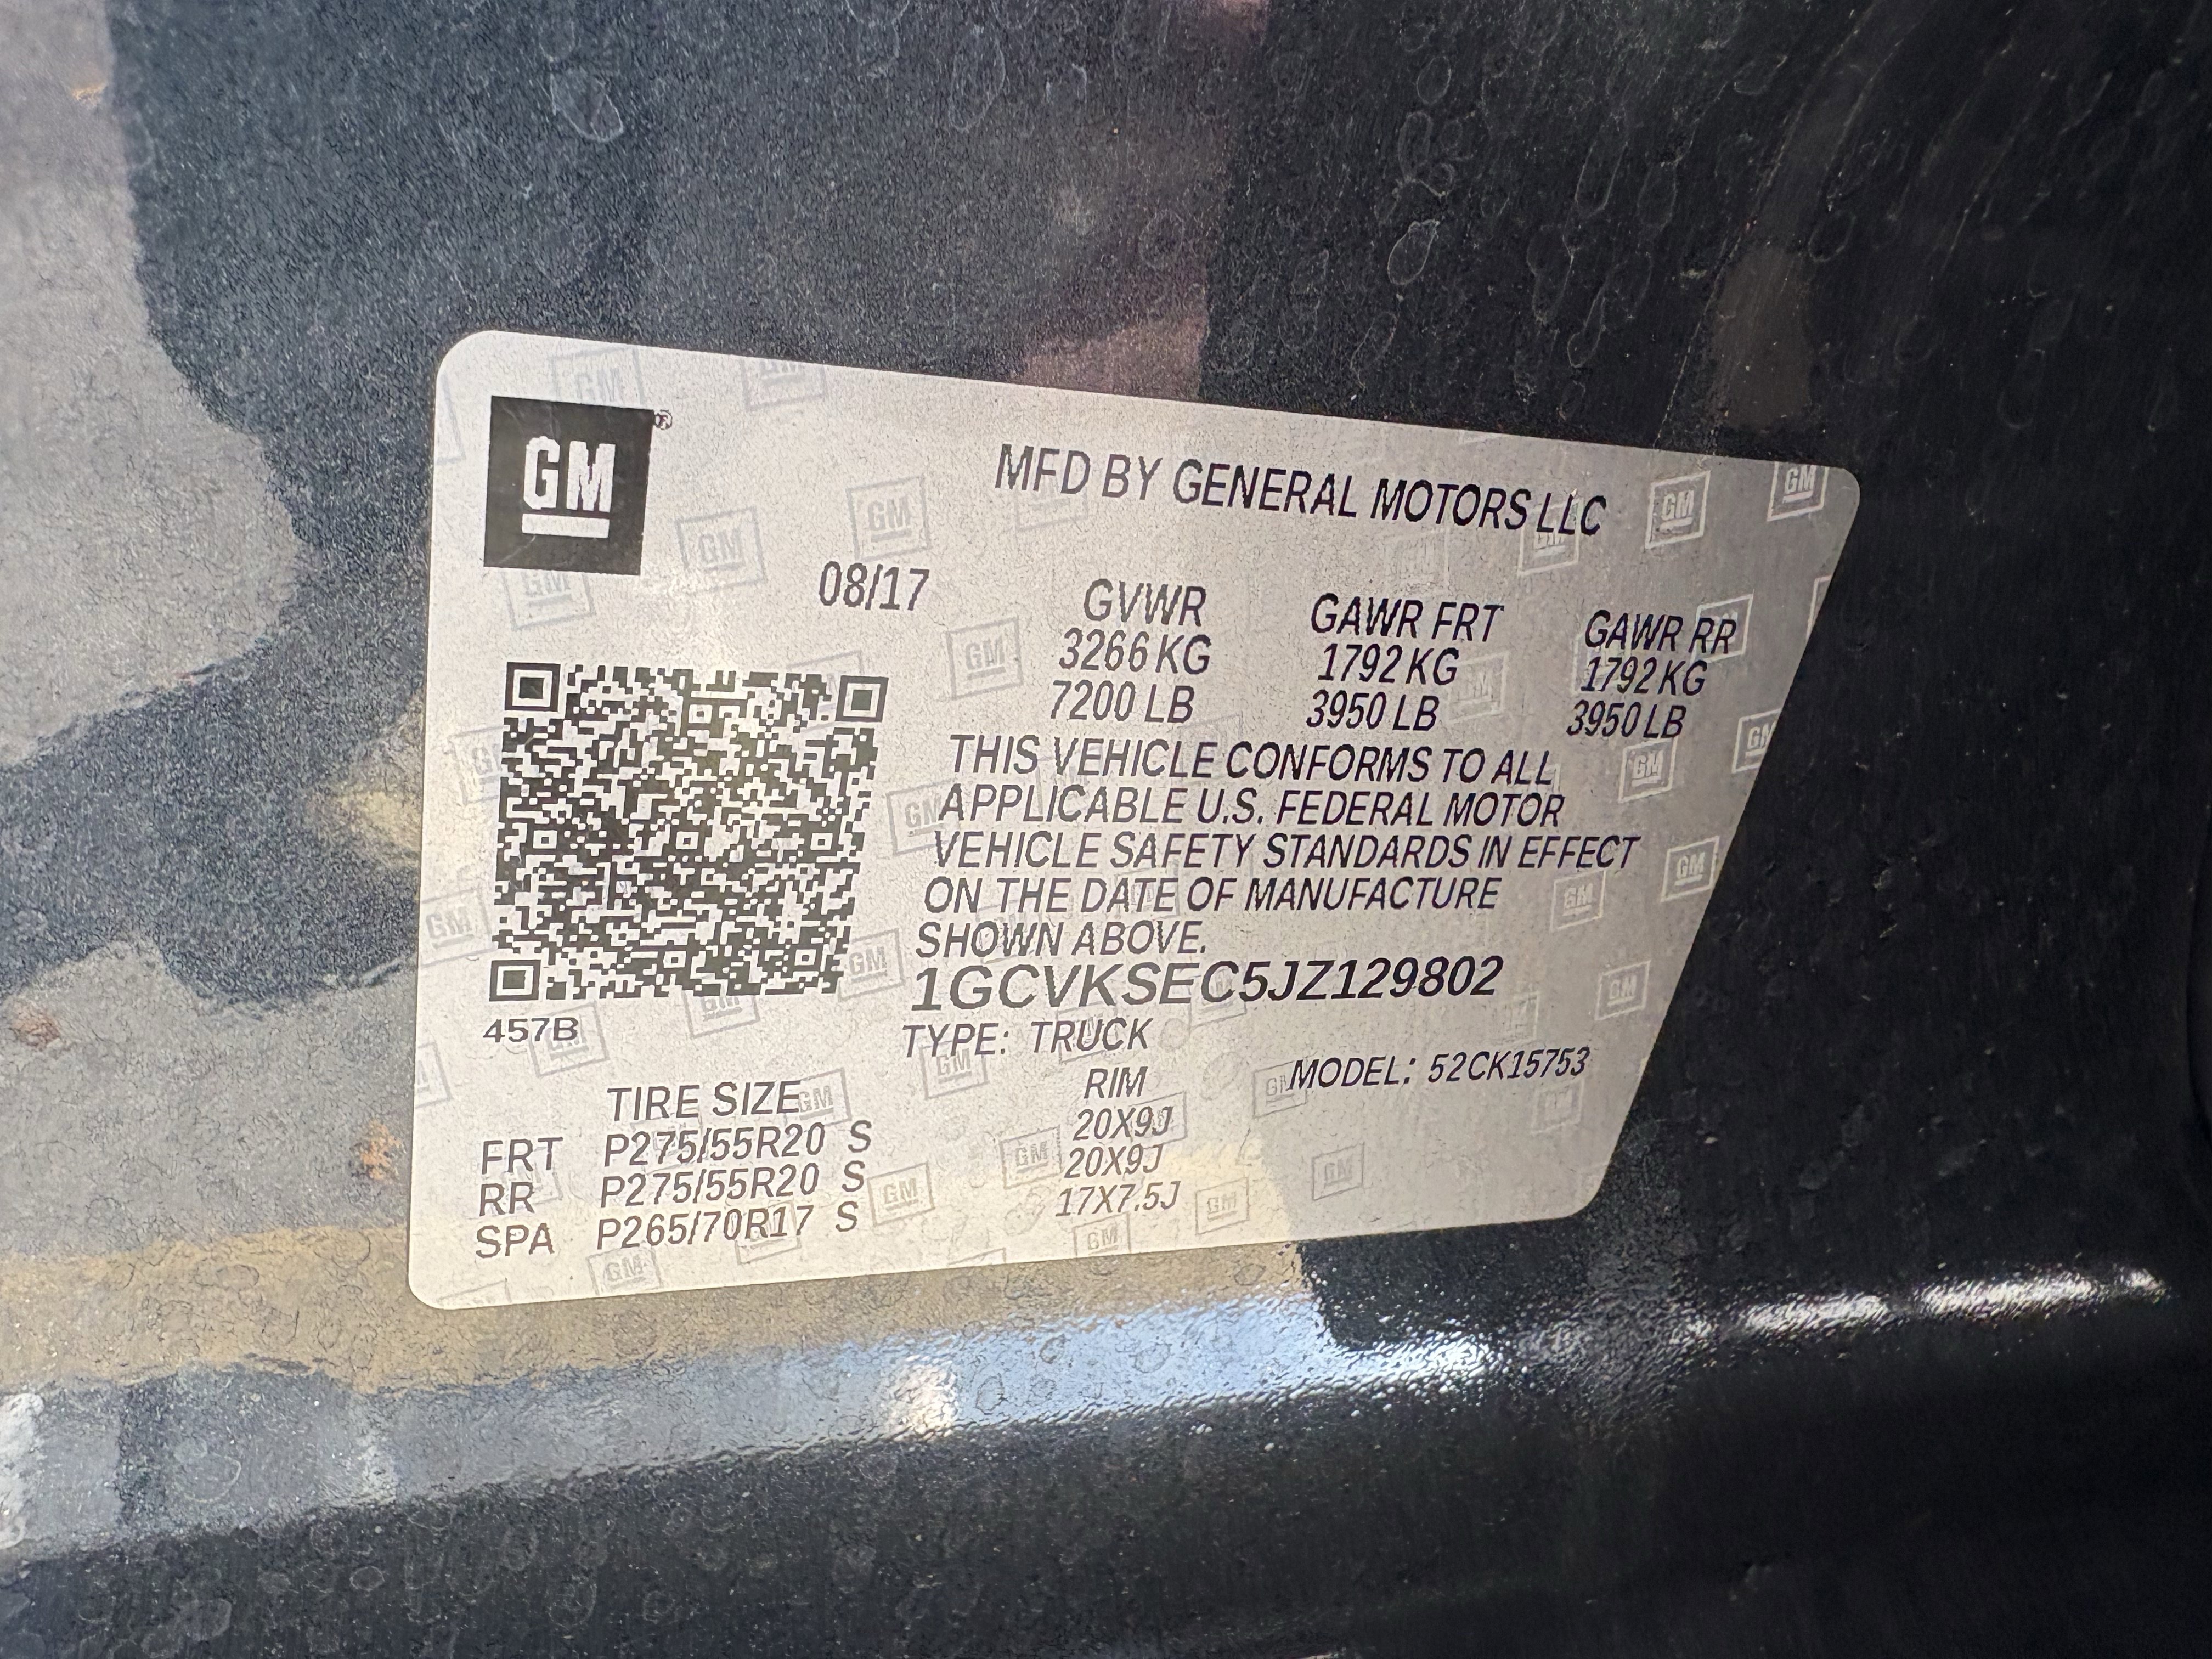 GM®
MFD BY GENERAL MOTORS LLC
08/17
GVWR GAWR FRT GAWR RR
3266 KG 1792 KG 1792 KG
7200 LB 3950 LB 3950 LB
THIS VEHICLE CONFORMS TO ALL
APPLICABLE U.S. FEDERAL MOTOR
VEHICLE SAFETY STANDARDS IN EFFECT
ON THE DATE OF MANUFACTURE
SHOWN ABOVE.
1GCVKSEC5JZ129802
457B
TYPE: TRUCK
MODEL: 52CK15753
TIRE SIZE RIM
FRT P275/55R20 S 20X9J
RR P275/55R20 S 20X9J
SPA P265/70R17 S 17X7.5J